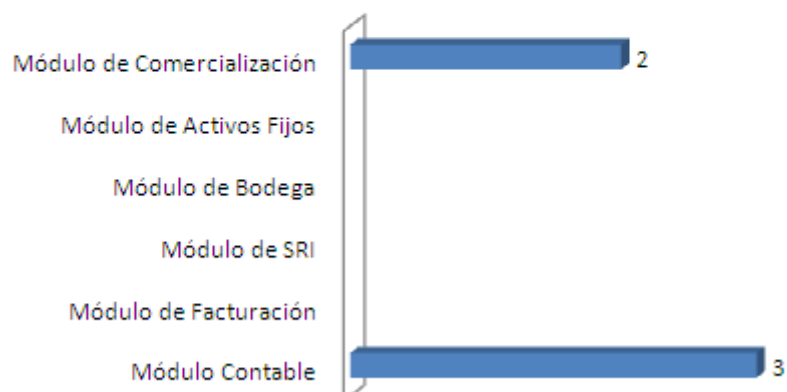 Módulo de Comercialización 2
Módulo de Activos Fijos
Módulo de Bodega
Módulo de SRI
Módulo de Facturación
Módulo Contable 3